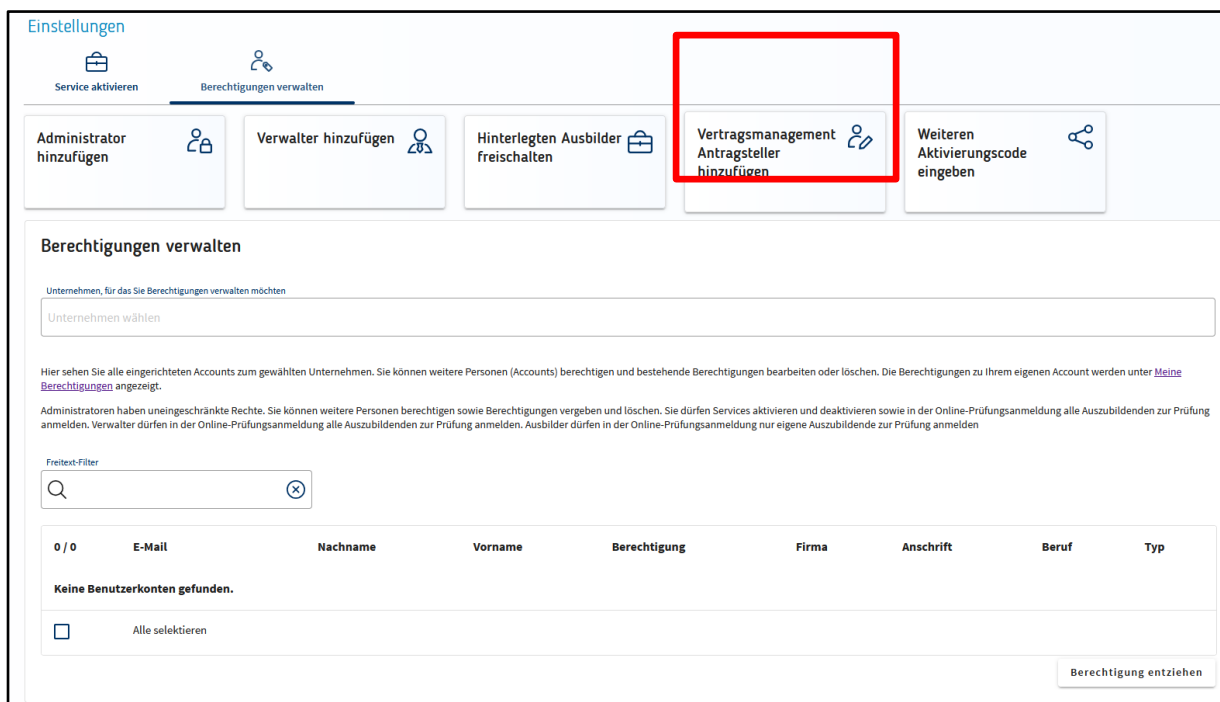 Einstellungen
Service aktivieren
Berechtigungen verwalten
Administrator
hinzufügen
Verwalter hinzufügen
Hinterlegten Ausbilder
freischalten
Vertragsmanagement
Antragsteller
hinzufügen
Weiteren
Aktivierungscode
eingeben
Berechtigungen verwalten
Unternehmen, für das Sie Berechtigungen verwalten möchten
Unternehmen wählen
Hier sehen Sie alle eingerichteten Accounts zum gewählten Unternehmen. Sie können weitere Personen (Accounts) berechtigen und bestehende Berechtigungen bearbeiten oder löschen. Die Berechtigungen zu Ihrem eigenen Account werden unter Meine
Berechtigungen angezeigt.
Administratoren haben uneingeschränkte Rechte. Sie können weitere Personen berechtigen sowie Berechtigungen vergeben und löschen. Sie dürfen Services aktivieren und deaktivieren sowie in der Online-Prüfungsanmeldung alle Auszubildenden zur Prüfung
anmelden. Verwalter dürfen in der Online-Prüfungsanmeldung alle Auszubildenden zur Prüfung anmelden. Ausbilder dürfen in der Online-Prüfungsanmeldung nur eigene Auszubildende zur Prüfung anmelden
Freitext-Filter
0 / 0 E-Mail Nachname Vorname Berechtigung Firma Anschrift Beruf Typ
Keine Benutzerkonten gefunden.
Alle selektieren
Berechtigung entziehen